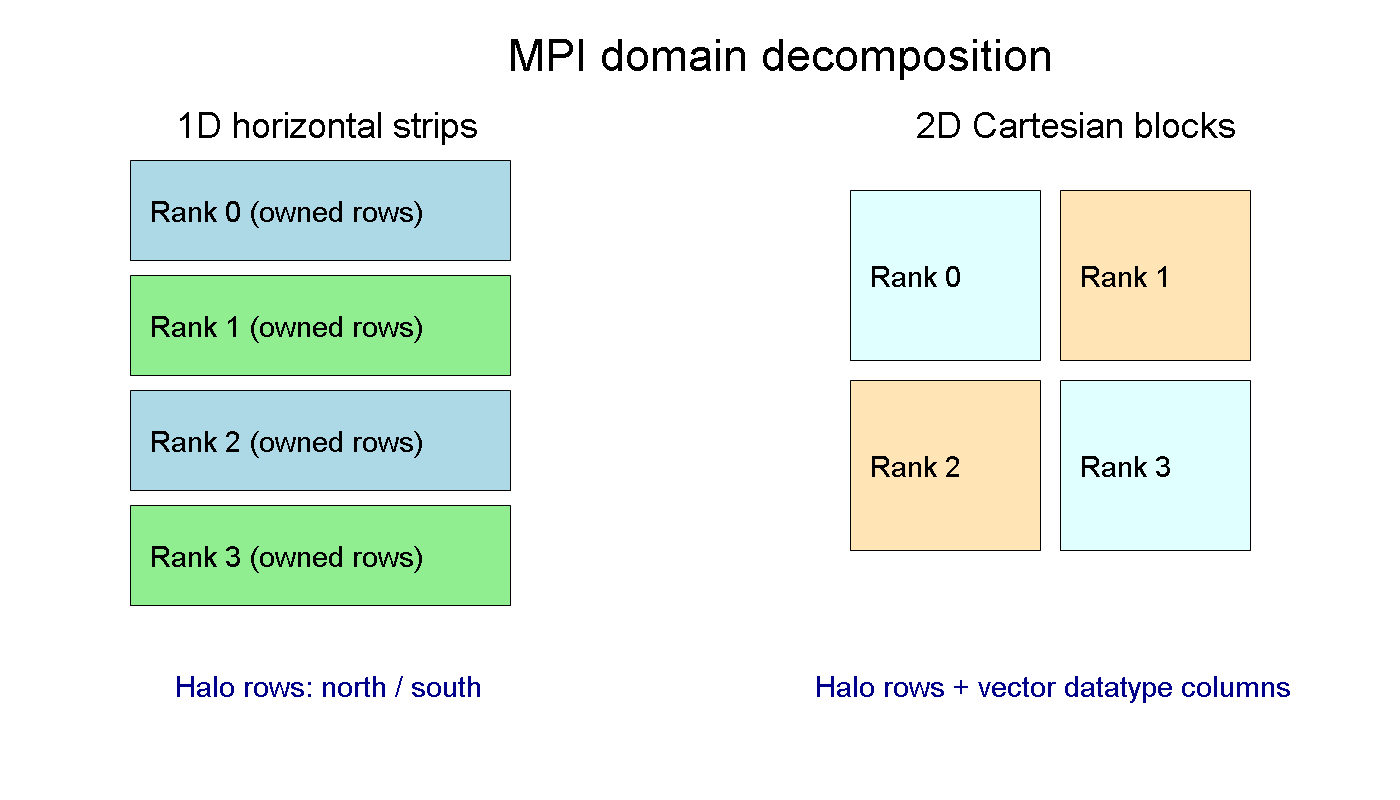 MPI domain decomposition
1D horizontal strips
Rank 0 (owned rows)
Rank 1 (owned rows)
Rank 2 (owned rows)
Rank 3 (owned rows)
Halo rows: north / south
2D Cartesian blocks
Rank 0
Rank 1
Rank 2
Rank 3
Halo rows + vector datatype columns